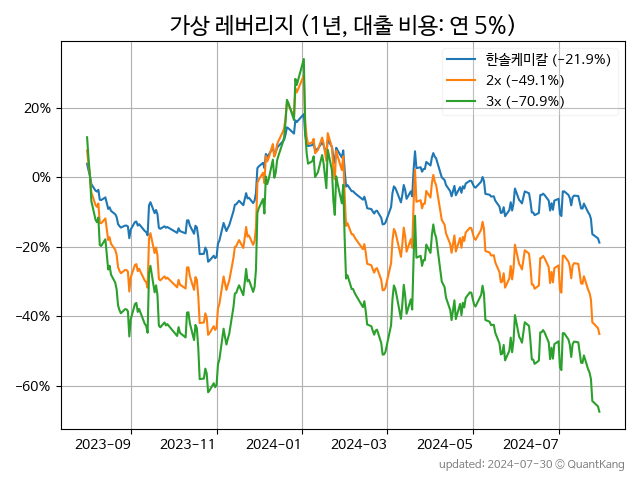 가상 레버리지 (1년, 대출 비용: 연 5%)
한솔케미칼 (−21.9%)
2x (−49.1%)
3x (−70.9%)
20%
0%
−20%
−40%
−60%
2023-09 2023-11 2024-01 2024-03 2024-05 2024-07
updated: 2024-07-30 © QuantKang